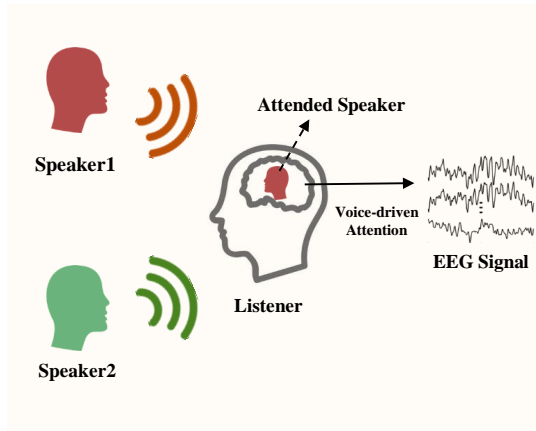 Attended Speaker
Speaker1
Voice-driven
Attention
EEG Signal
Listener
Speaker2